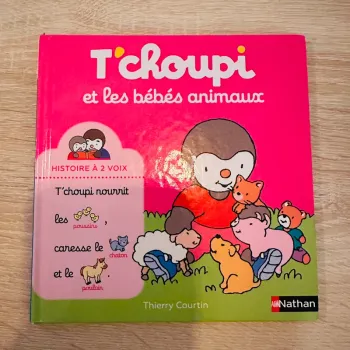 T'choupi
et les bébés animaux
HISTOIRE À 2 VOIX
T'choupi nourrit
les ,
poussins
caresse le
chaton
et le .
poulain
Thierry Courtin
Nathan